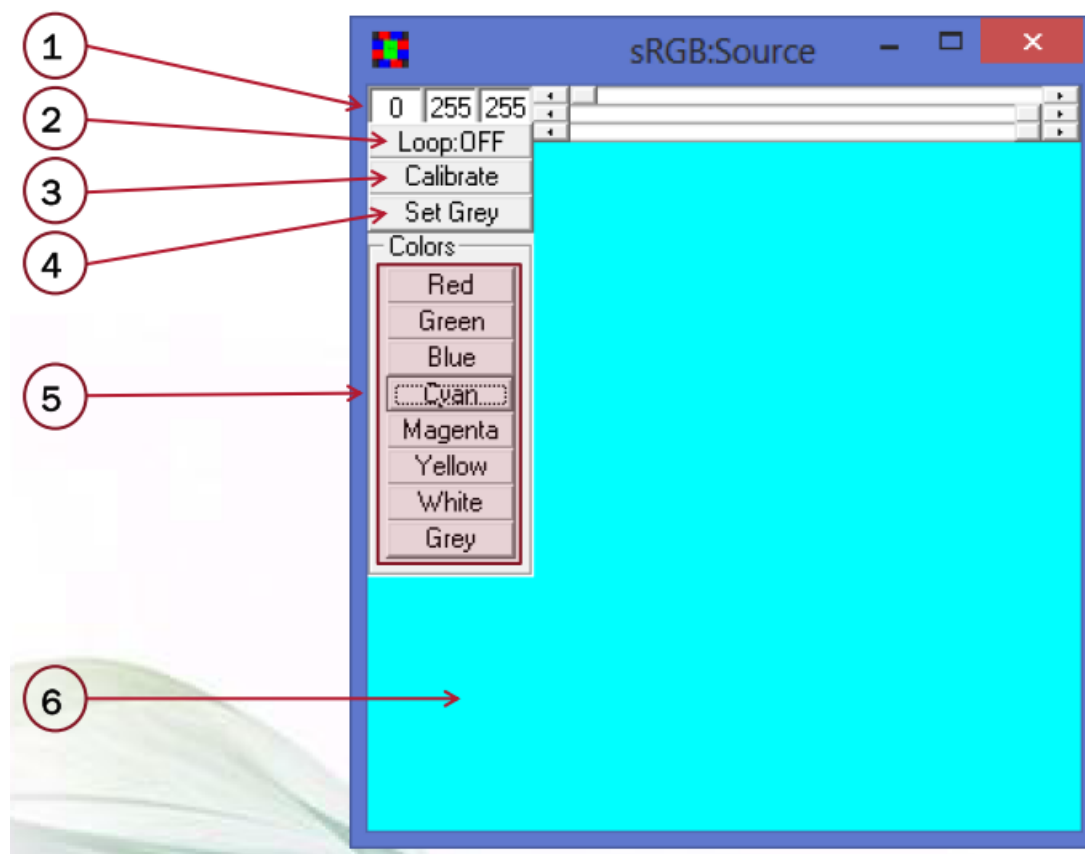 sRGB:Source
1
0 255 255
2
Loop:OFF
3
Calibrate
4
Set Grey
Colors
Red
Green
Blue
5
Cyan
Magenta
Yellow
White
Grey
6